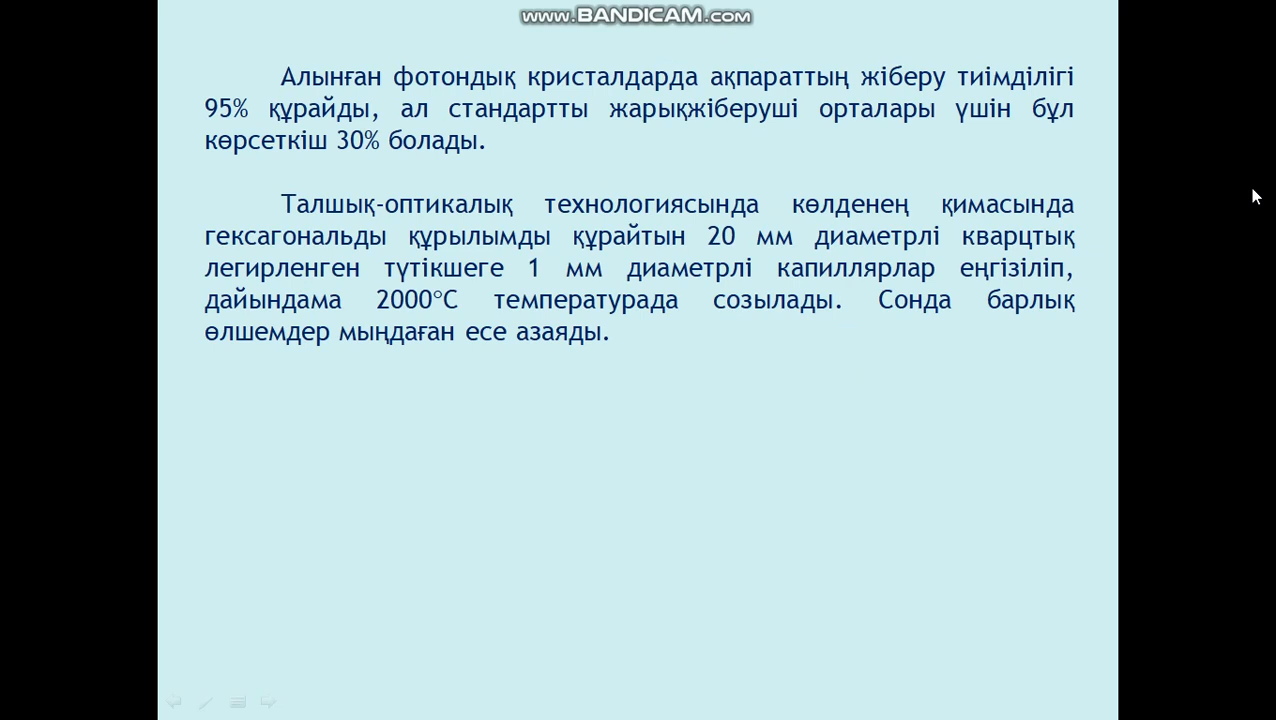 www.BANDICAM.com
Алынған фотондық кристалдарда ақпараттың жіберу тиімділігі
95% құрайды, ал стандартты жарықжіберуші орталары үшін бұл
көрсеткіш 30% болады.
Талшық-оптикалық технологиясында көлденең қимасында
гексагональды құрылымды құрайтын 20 мм диаметрлі кварцтық
легирленген түтікшеге 1 мм диаметрлі капиллярлар еңгізіліп,
дайындама 2000°С температурада созылады. Сонда барлық
өлшемдер мыңдаған есе азаяды.